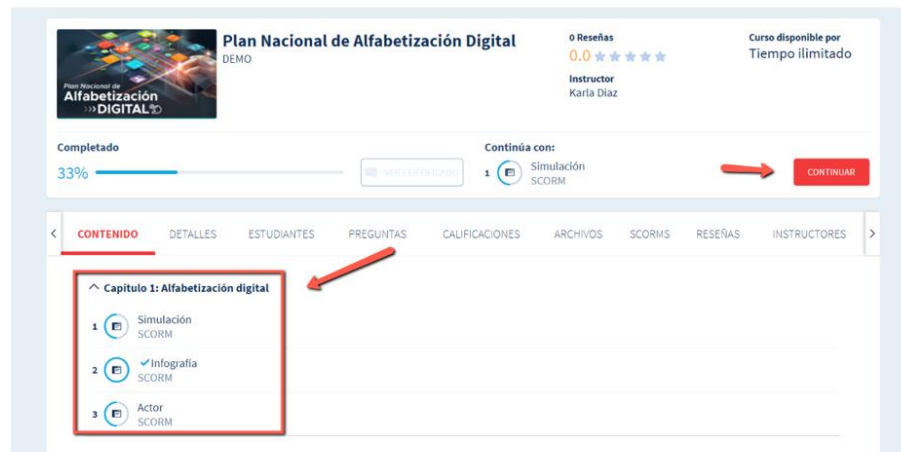 Plan Nacional de
Alfabetización
DIGITAL
Plan Nacional de Alfabetización Digital
DEMO
0 Reseñas
0.0
Instructor
Karla Diaz
Curso disponible por
Tiempo ilimitado
Completado
33%
VER CERTIFICADO
Continúa con:
1 Simulación
SCORM
CONTINUAR
CONTENIDO DETALLES ESTUDIANTES PREGUNTAS CALIFICACIONES ARCHIVOS SCORMS RESEÑAS INSTRUCTORES
Capítulo 1: Alfabetización digital
1 Simulación
SCORM
2 Infografía
SCORM
3 Actor
SCORM